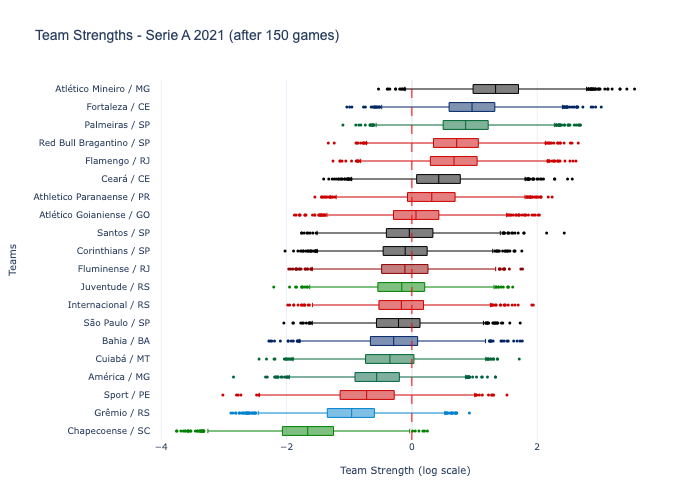 Team Strengths - Serie A 2021 (after 150 games)
Atlético Mineiro / MG
Fortaleza / CE
Palmeiras / SP
Red Bull Bragantino / SP
Flamengo / RJ
Ceará / CE
Athletico Paranaense / PR
Atlético Goianiense / GO
Santos / SP
Corinthians / SP
Fluminense / RJ
Juventude / RS
Internacional / RS
São Paulo / SP
Bahia / BA
Cuiabá / MT
América / MG
Sport / PE
Grêmio / RS
Chapecoense / SC
Teams
−4 −2 0 2
Team Strength (log scale)